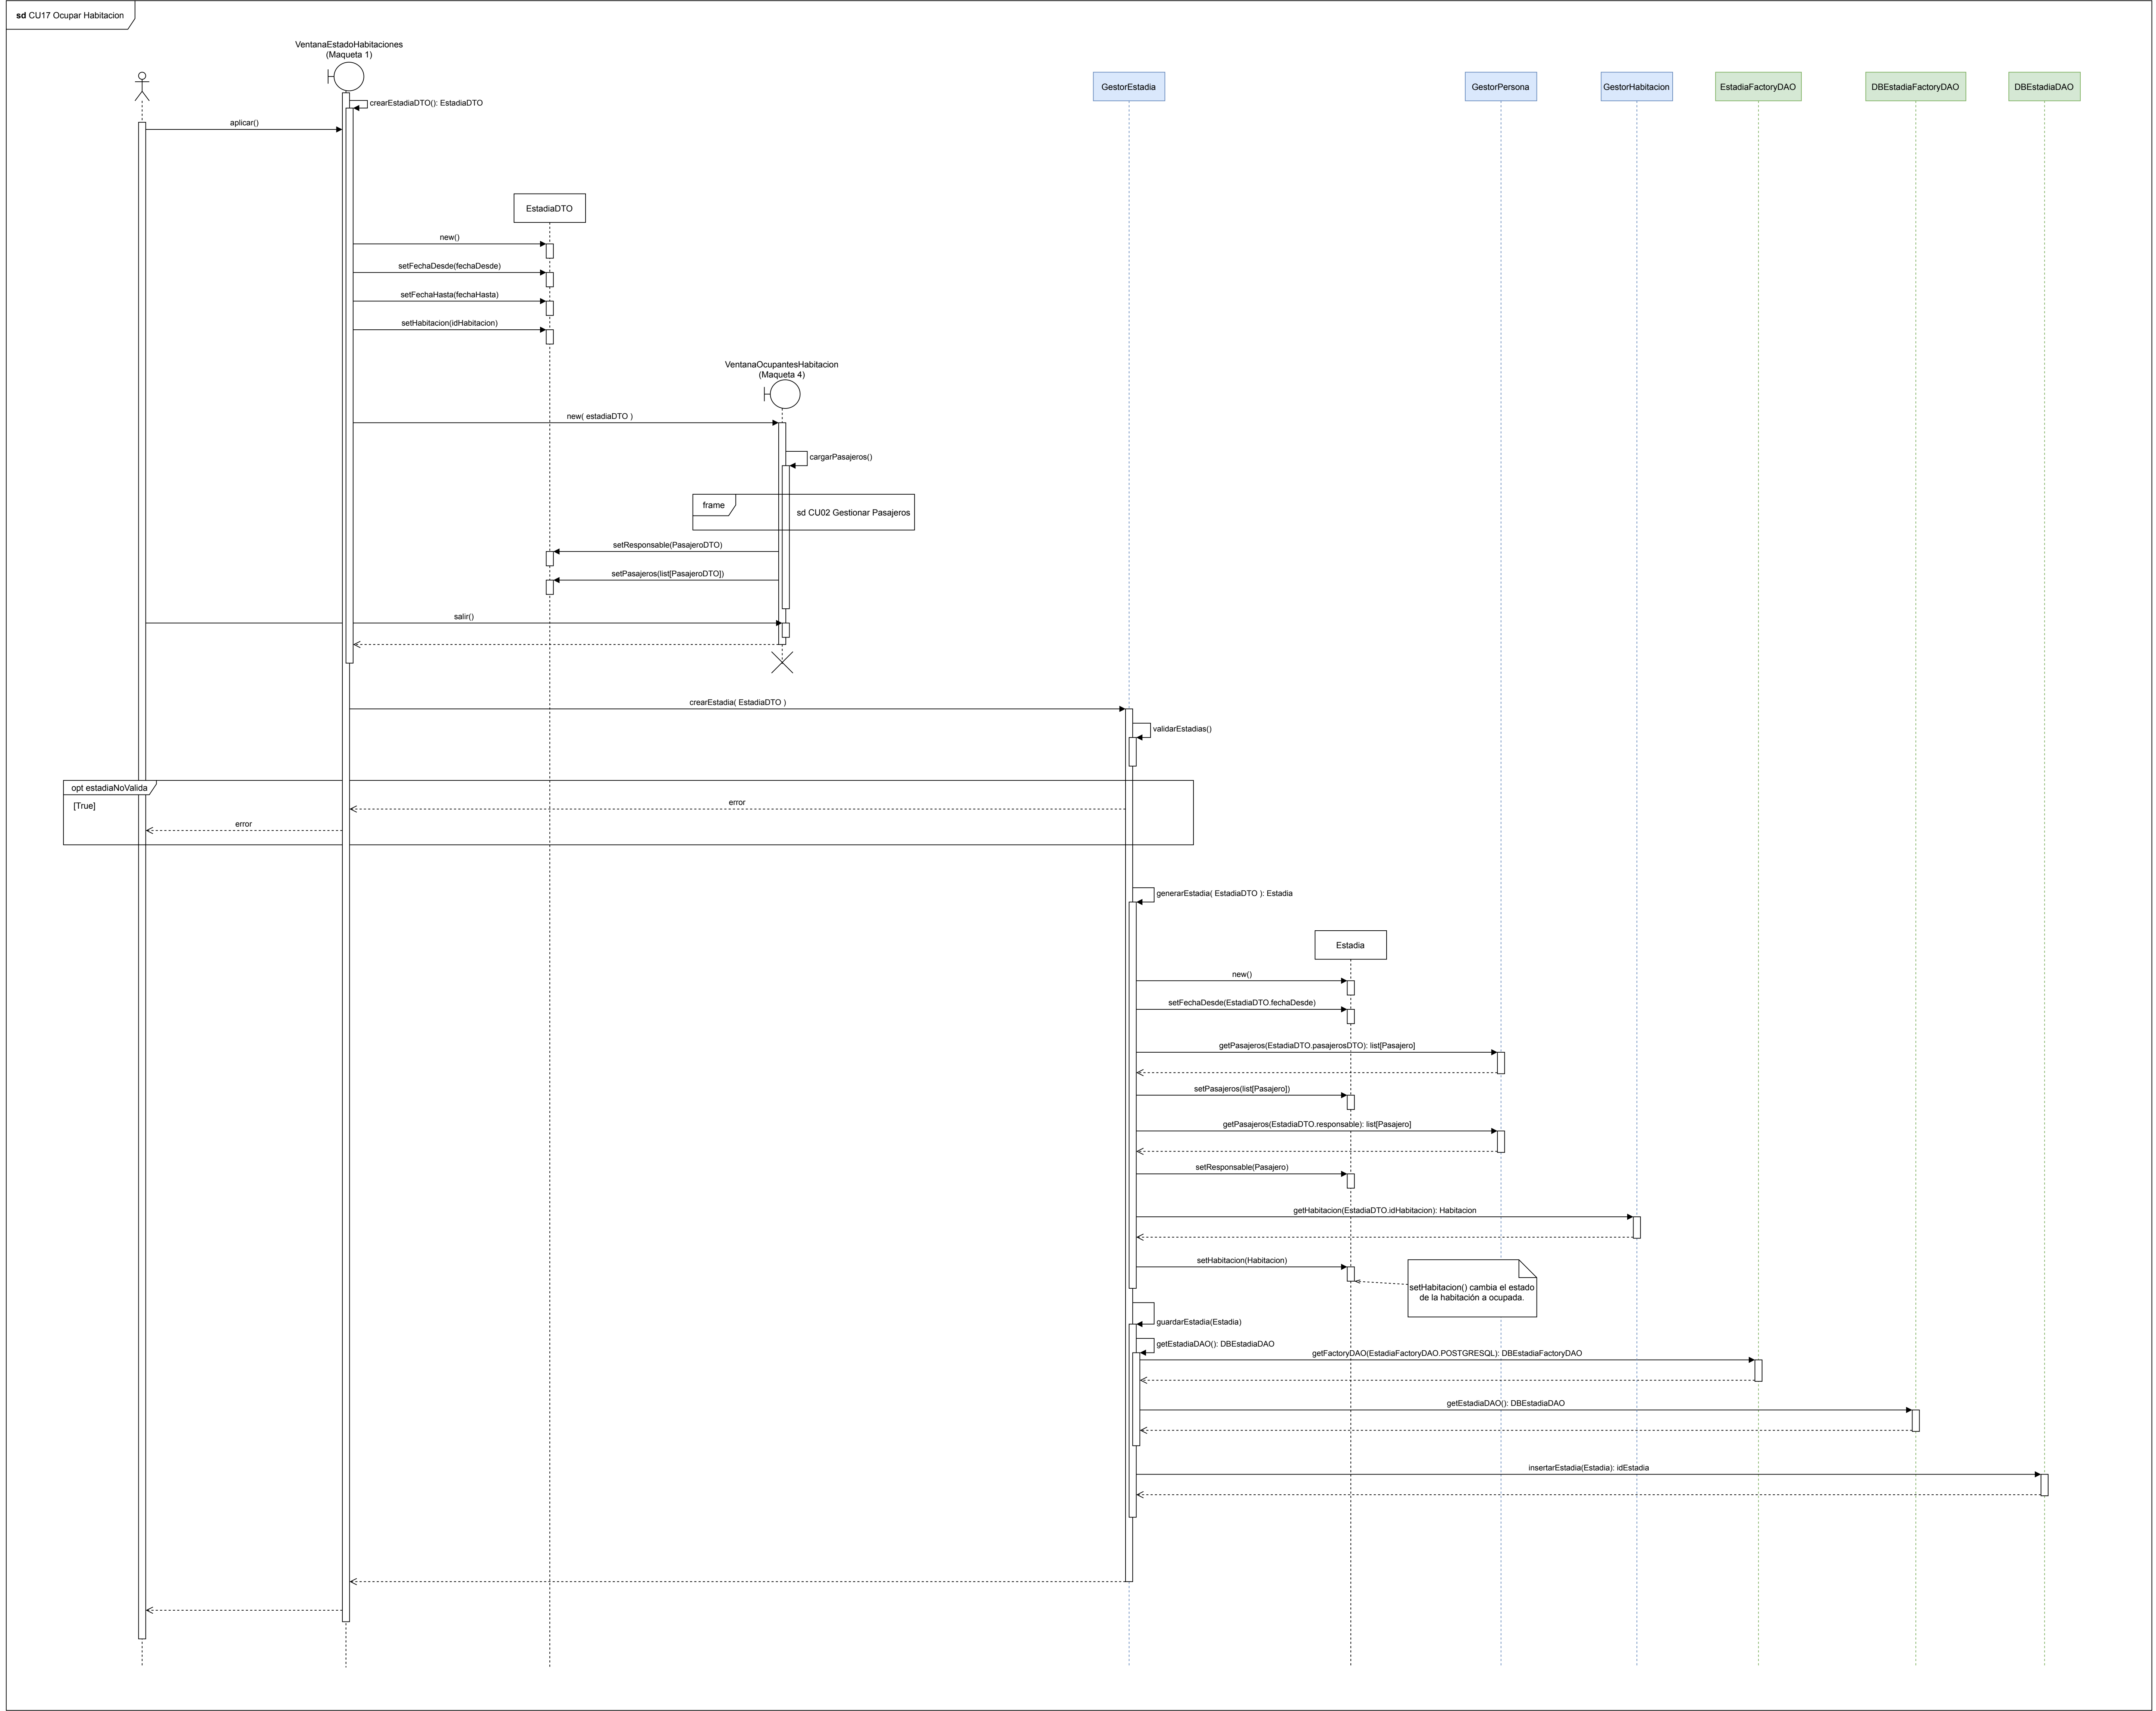 sd CU17 Ocupar Habitacion
VentanaEstadoHabitaciones
(Maqueta 1)
GestorEstadia
GestorPersona
GestorHabitacion
EstadiaFactoryDAO
DBEstadiaFactoryDAO
DBEstadiaDAO
crearEstadiaDTO(): EstadiaDTO
aplicar()
EstadiaDTO
new()
setFechaDesde(fechaDesde)
setFechaHasta(fechaHasta)
setHabitacion(idHabitacion)
VentanaOcupantesHabitacion
(Maqueta 4)
new( estadiaDTO )
cargarPasajeros()
frame
sd CU02 Gestionar Pasajeros
setResponsable(PasajeroDTO)
setPasajeros(list[PasajeroDTO])
salir()
crearEstadia( EstadiaDTO )
validarEstadias()
opt estadiaNoValida
[True]
error
error
generarEstadia( EstadiaDTO ): Estadia
Estadia
new()
setFechaDesde(EstadiaDTO.fechaDesde)
getPasajeros(EstadiaDTO.pasajerosDTO): list[Pasajero]
setPasajeros(list[Pasajero])
getPasajeros(EstadiaDTO.responsable): list[Pasajero]
setResponsable(Pasajero)
getHabitacion(EstadiaDTO.idHabitacion): Habitacion
setHabitacion(Habitacion)
setHabitacion() cambia el estado
de la habitación a ocupada.
guardarEstadia(Estadia)
getEstadiaDAO(): DBEstadiaDAO
getFactoryDAO(EstadiaFactoryDAO.POSTGRESQL): DBEstadiaFactoryDAO
getEstadiaDAO(): DBEstadiaDAO
insertarEstadia(Estadia): idEstadia